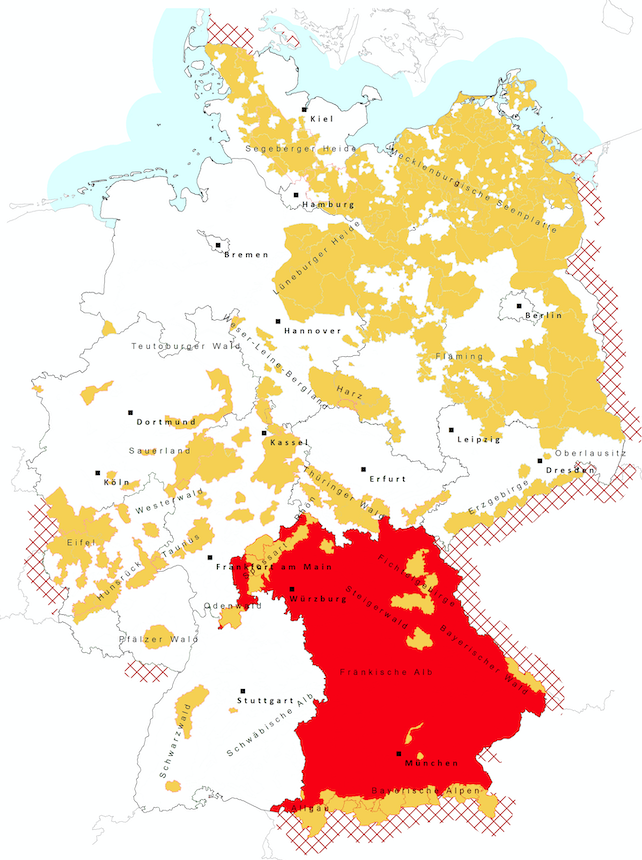 Kiel
Segeberger Heide
Mecklenburgische Seenplatte
Hamburg
Lüneburger Heide
Bremen
Berlin
Hannover
Weser-Leine-Bergland
Teutoburger Wald
Fläming
Harz
Dortmund
Kassel
Leipzig
Sauerland
Oberlausitz
Dresden
Köln
Erfurt
Westerwald
Thüringer Wald
Erzgebirge
Rhön
Eifel
Taunus
Spessart
Frankfurt am Main
Fichtelgebirge
Hunsrück
Würzburg
Odenwald
Steigerwald
Pfälzer Wald
Bayerischer Wald
Fränkische Alb
Stuttgart
Schwäbische Alb
Schwarzwald
München
Bayerische Alpen
Allgäu